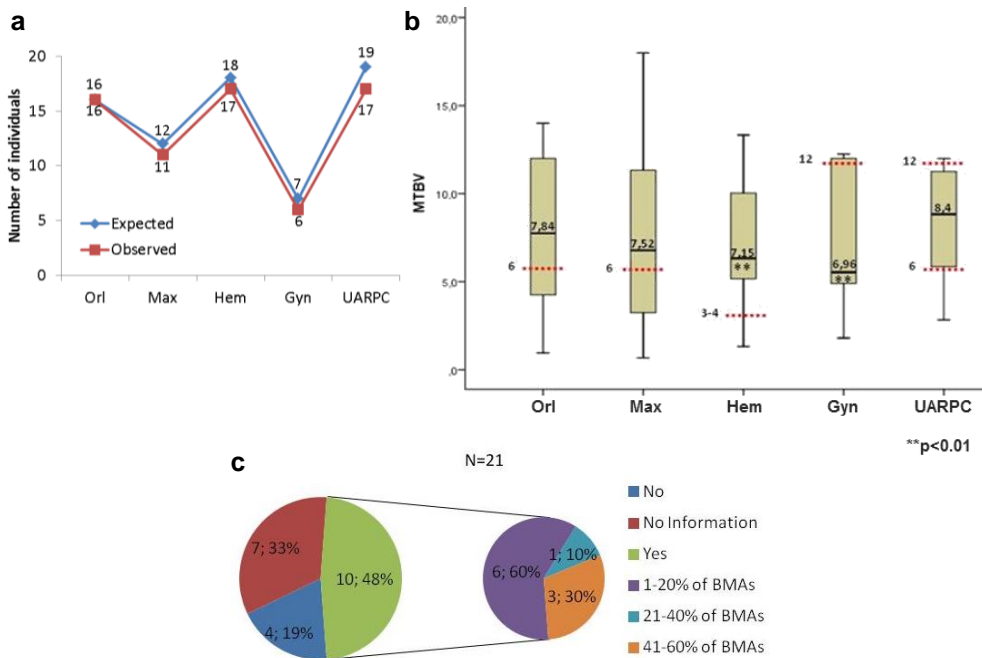 a
Number of individuals
20
15
10
5
0
16
16
12
11
18
17
7
6
19
17
Expected
Observed
Orl Max Hem Gyn UARPC
b
MTBV
20,0
15,0
10,0
5,0
,0
7,84
6
7,52
6
7,15
**
3-4
12
6,96
**
12
8,4
6
Orl Max Hem Gyn UARPC
**p<0.01
c
N=21
7; 33%
10; 48%
4; 19%
6; 60%
1; 10%
3; 30%
No
No Information
Yes
1-20% of BMAs
21-40% of BMAs
41-60% of BMAs